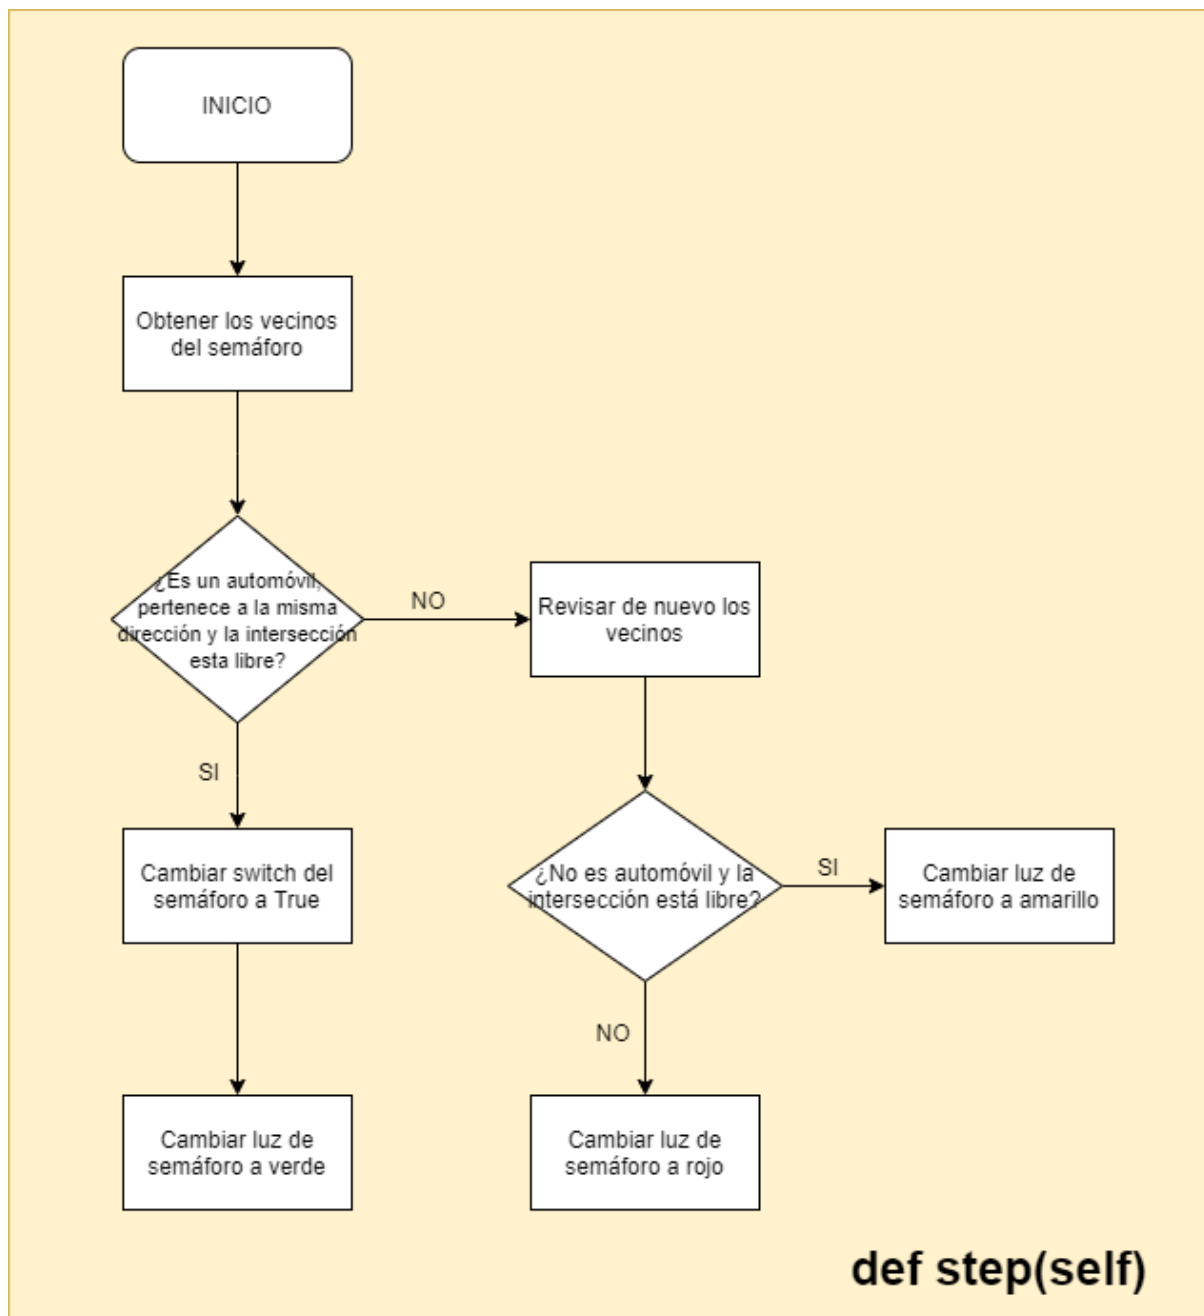 INICIO
Obtener los vecinos
del semáforo
¿Es un automóvil,
pertenece a la misma
dirección y la intersección
esta libre?
NO
Revisar de nuevo los
vecinos
SI
Cambiar switch del
semáforo a True
¿No es automóvil y la
intersección está libre?
SI
Cambiar luz de
semáforo a amarillo
NO
Cambiar luz de
semáforo a verde
Cambiar luz de
semáforo a rojo
def step(self)